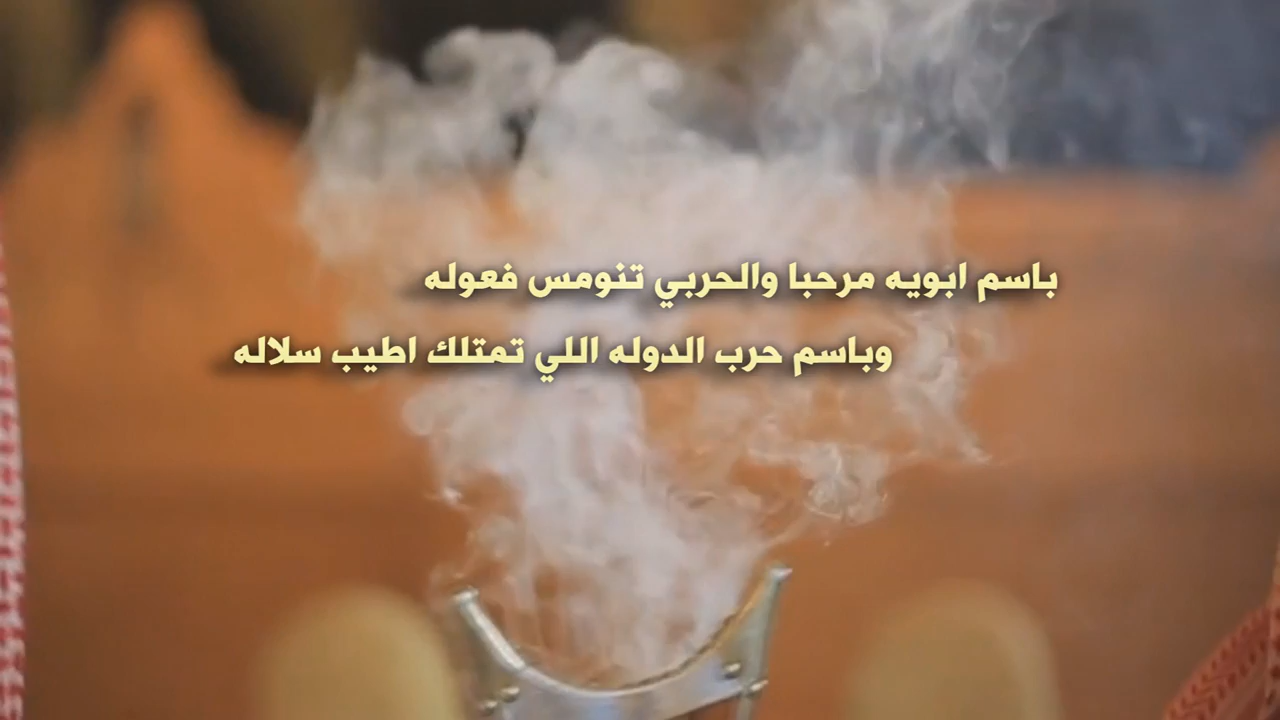 باسم ابويه مرحبا والحربي تنومس فعوله
وباسم حرب الدوله اللي تمتلك اطيب سلاله